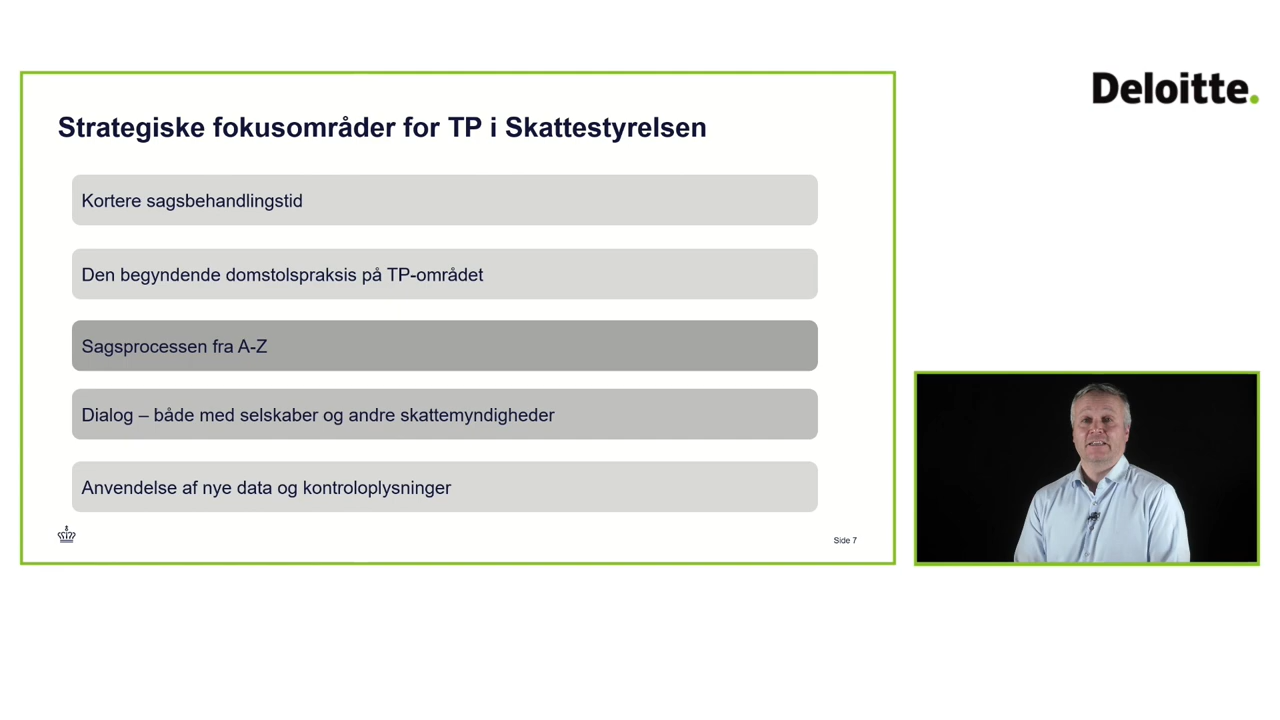 Deloitte.
Strategiske fokusområder for TP i Skattestyrelsen
Kortere sagsbehandlingstid
Den begyndende domstolspraksis på TP-området
Sagsprocessen fra A-Z
Dialog – både med selskaber og andre skattemyndigheder
Anvendelse af nye data og kontroloplysninger
Side 7